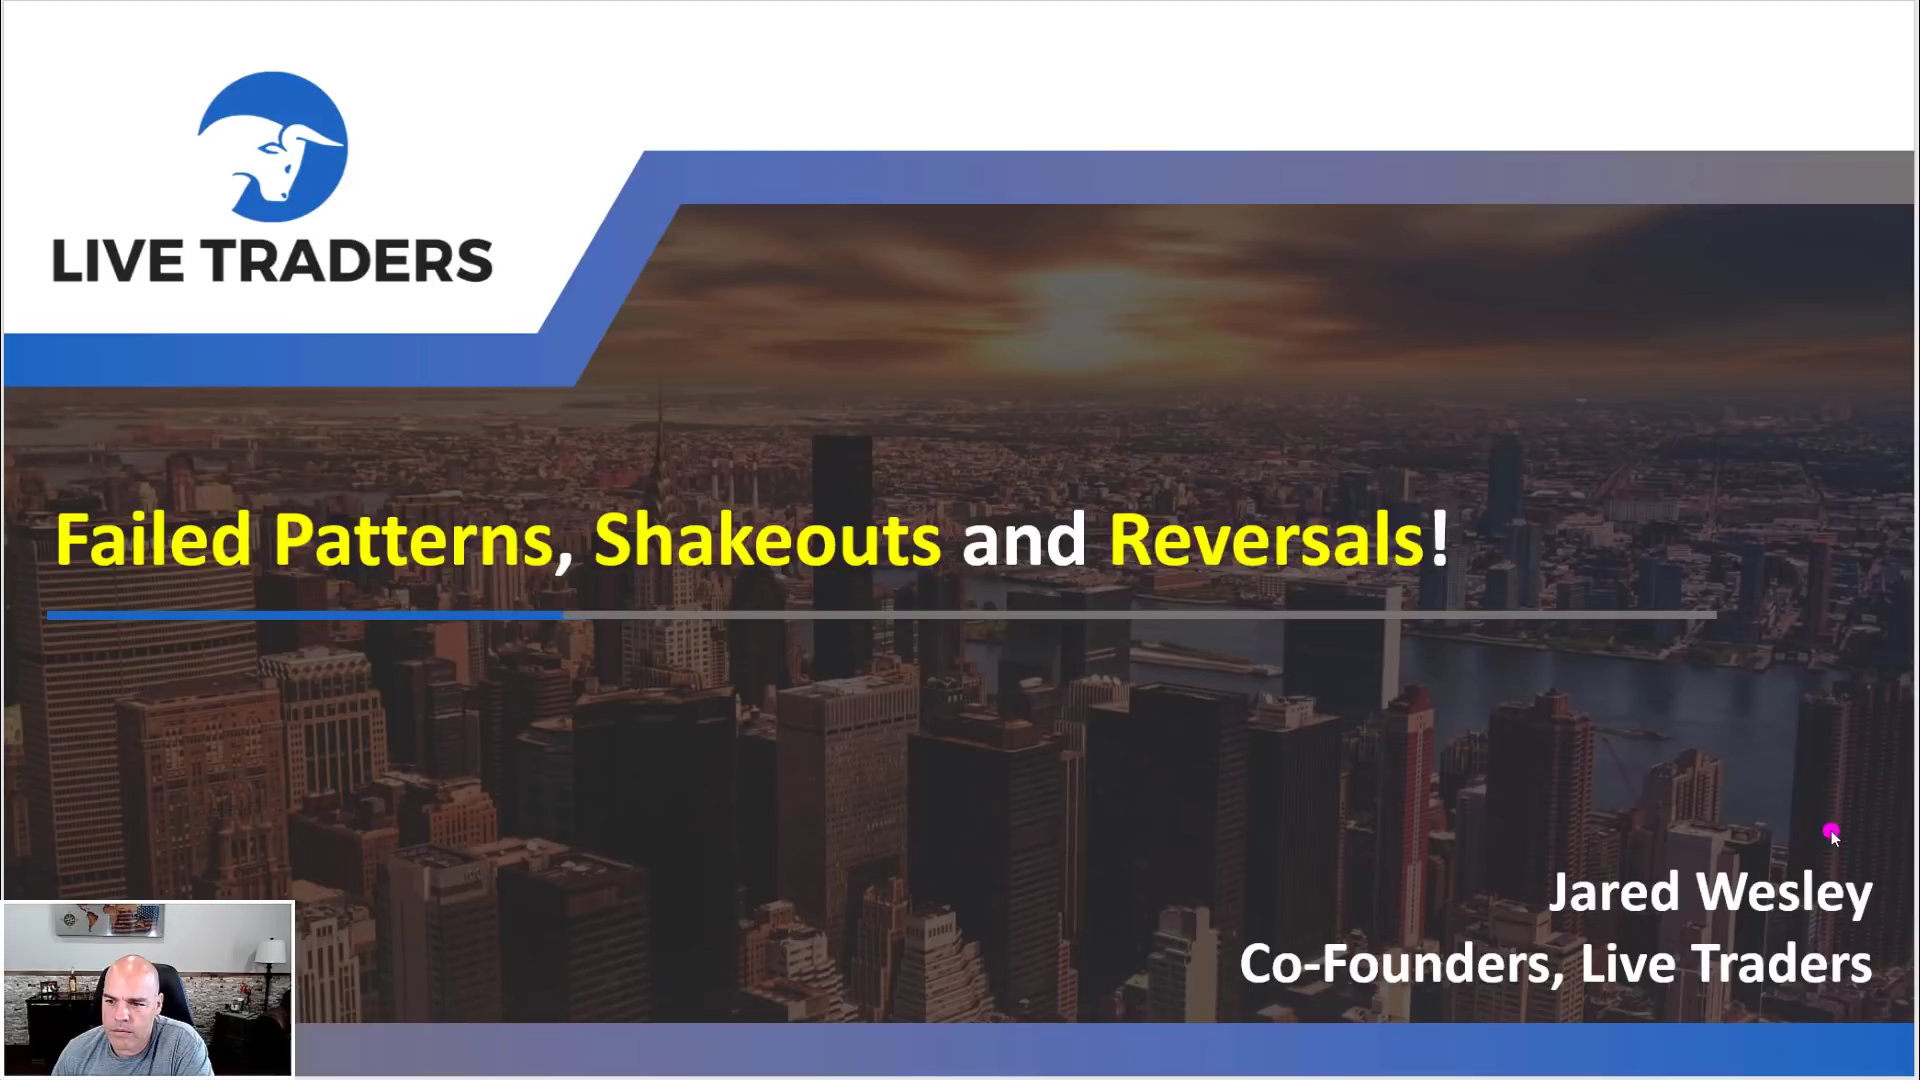 LIVE TRADERS
Failed Patterns, Shakeouts and Reversals!
Jared Wesley
Co-Founders, Live Traders